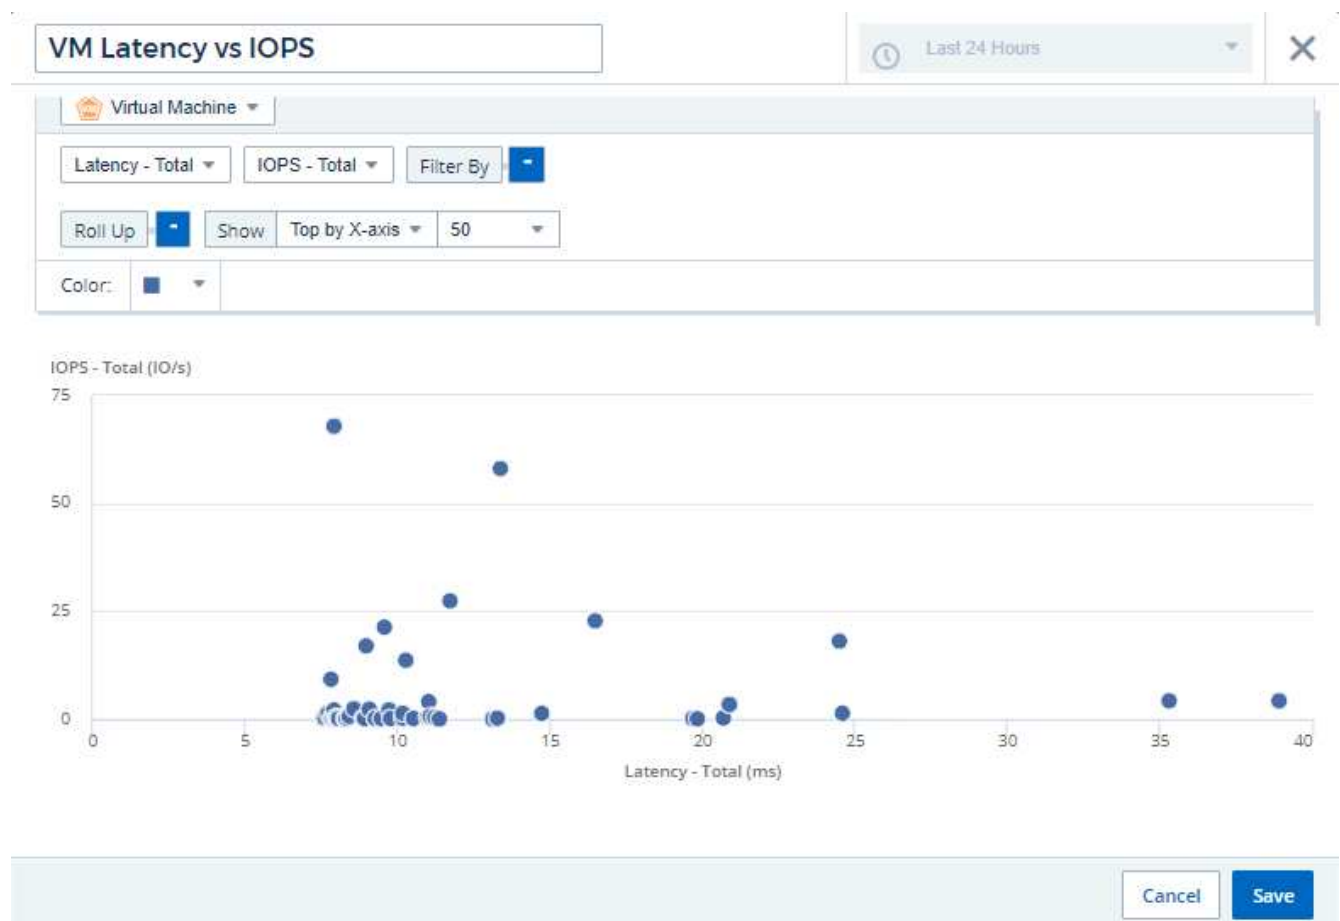 VM Latency vs IOPS
Last 24 Hours
Virtual Machine
Latency - Total
IOPS - Total
Filter By
Roll Up
Show
Top by X-axis
50
Color:
IOPS - Total (IO/s)
75
50
25
0
0 5 10 15 20 25 30 35 40
Latency - Total (ms)
Cancel
Save